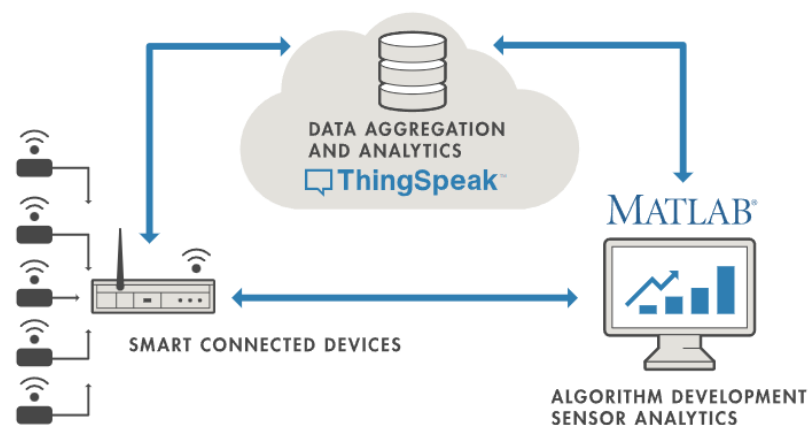 DATA AGGREGATION
AND ANALYTICS
ThingSpeak™
MATLAB®
SMART CONNECTED DEVICES
ALGORITHM DEVELOPMENT
SENSOR ANALYTICS